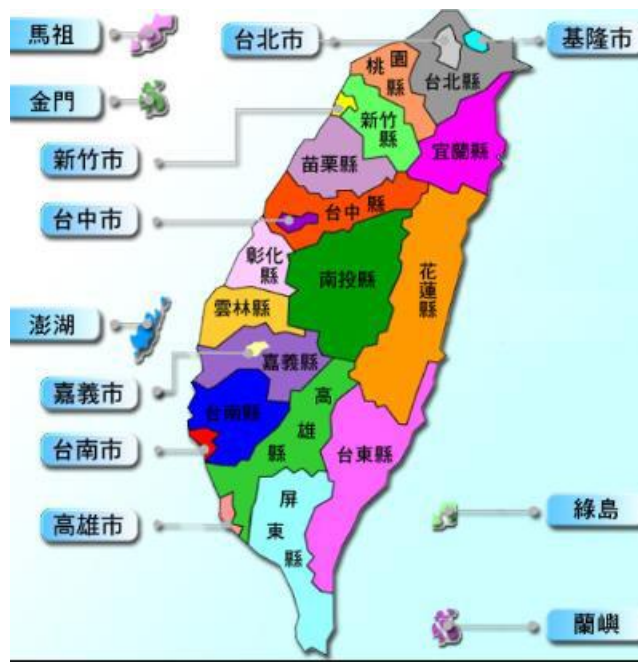 馬祖
台北市
基隆市
桃園縣
台北縣
金門
新竹縣
新竹市
苗栗縣
宜蘭縣
台中市
台中縣
彰化縣
南投縣
花蓮縣
雲林縣
澎湖
嘉義縣
嘉義市
台南縣
高雄縣
台南市
台東縣
屏東縣
高雄市
綠島
蘭嶼